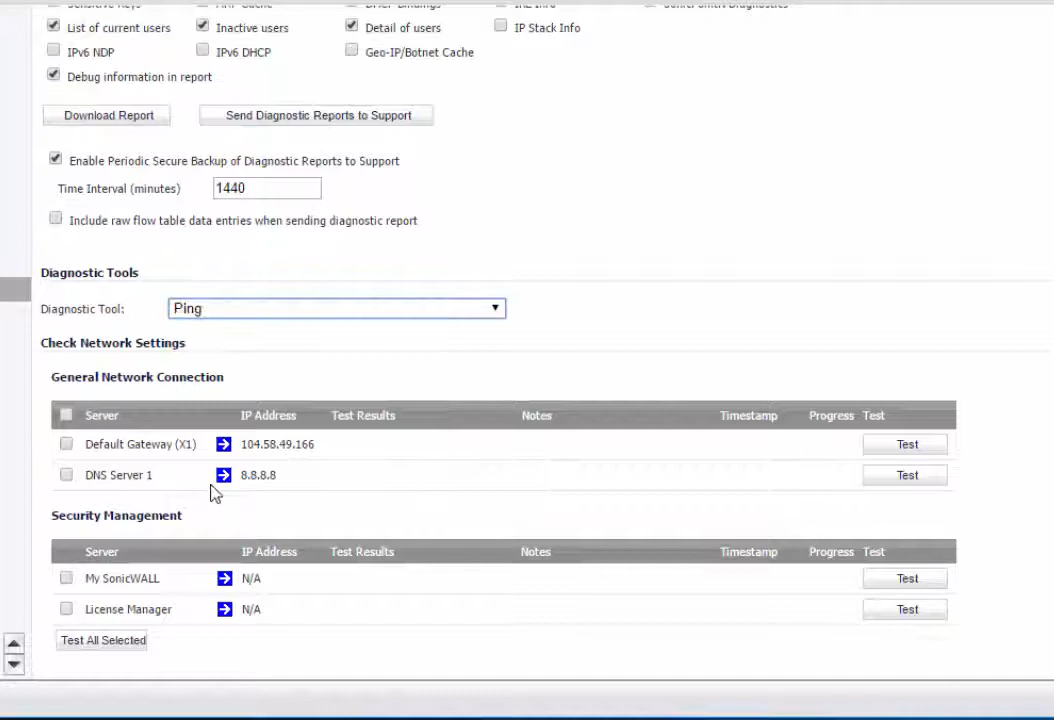 List of current users Inactive users Detail of users IP Stack Info
IPv6 NDP IPv6 DHCP Geo-IP/Botnet Cache
Debug information in report
Download Report Send Diagnostic Reports to Support
Enable Periodic Secure Backup of Diagnostic Reports to Support
Time Interval (minutes) 1440
Include raw flow table data entries when sending diagnostic report
Diagnostic Tools
Diagnostic Tool: Ping
Check Network Settings
General Network Connection
Server IP Address Test Results Notes Timestamp Progress Test
Default Gateway (X1) 104.58.49.166 Test
DNS Server 1 8.8.8.8 Test
Security Management
Server IP Address Test Results Notes Timestamp Progress Test
My SonicWALL N/A Test
License Manager N/A Test
Test All Selected